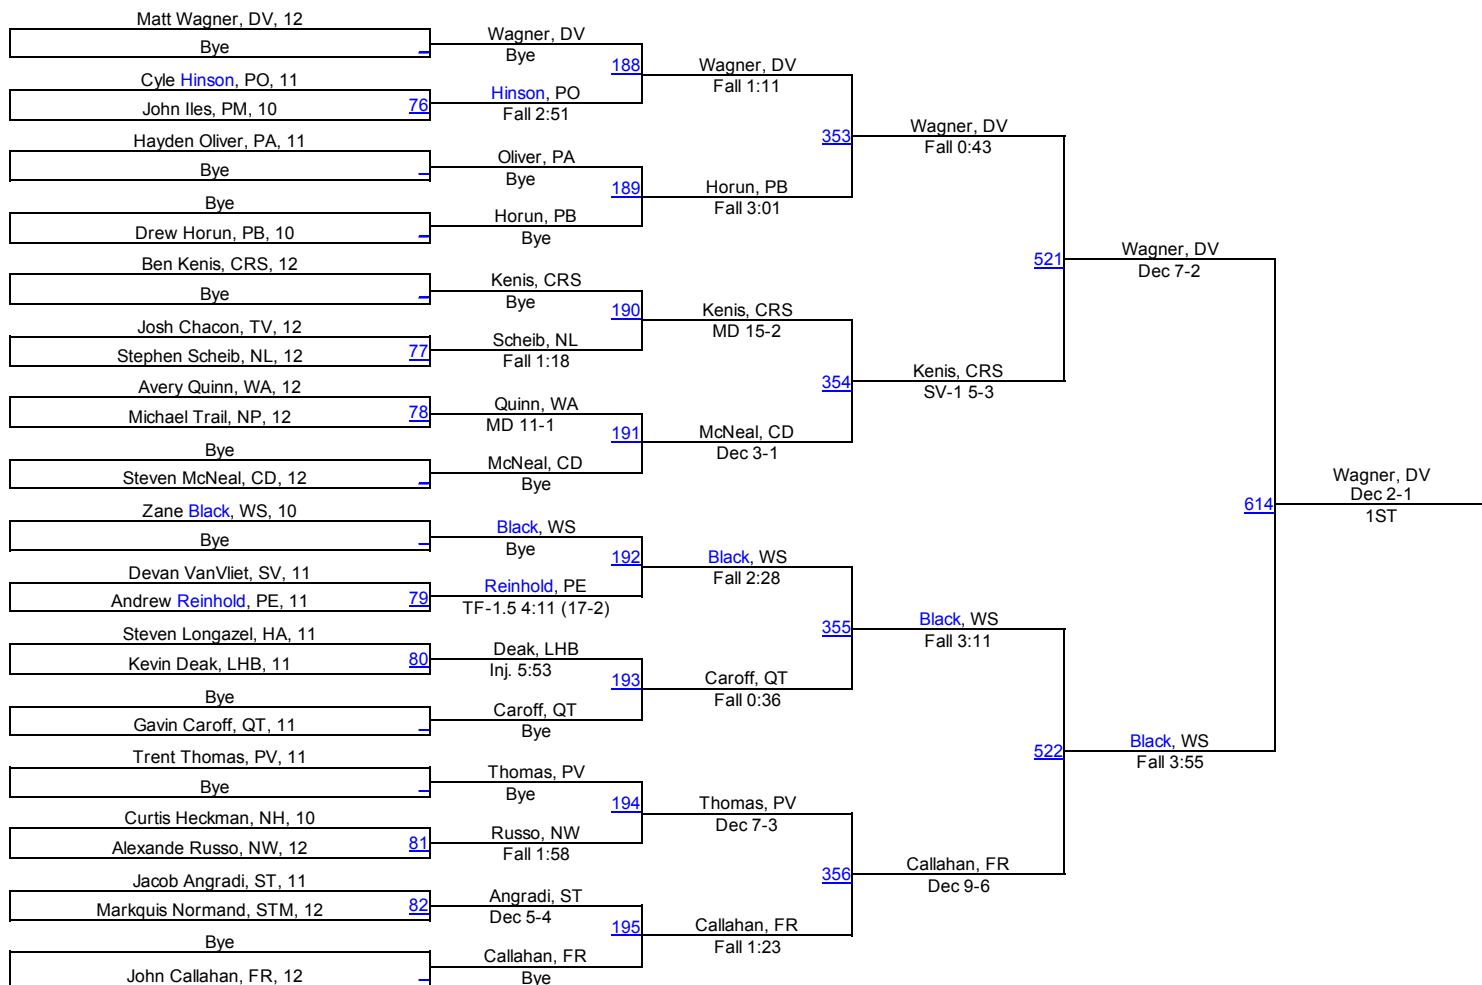 Matt Wagner, DV, 12
Bye
Cyle Hinson, PO, 11
John Iles, PM, 10
76
Hayden Oliver, PA, 11
Bye
Bye
Drew Horun, PB, 10
Ben Kenis, CRS, 12
Bye
Josh Chacon, TV, 12
Stephen Scheib, NL, 12
77
Avery Quinn, WA, 12
Michael Trail, NP, 12
78
Bye
Steven McNeal, CD, 12
Zane Black, WS, 10
Bye
Devan VanVliet, SV, 11
Andrew Reinhold, PE, 11
79
Steven Longazel, HA, 11
Kevin Deak, LHB, 11
80
Bye
Gavin Caroff, QT, 11
Trent Thomas, PV, 11
Bye
Curtis Heckman, NH, 10
Alexande Russo, NW, 12
81
Jacob Angradi, ST, 11
Markquis Normand, STM, 12
82
Bye
John Callahan, FR, 12
Wagner, DV
Bye
188
Hinson, PO
Fall 2:51
Oliver, PA
Bye
189
Horun, PB
Bye
Kenis, CRS
Bye
190
Scheib, NL
Fall 1:18
Quinn, WA
MD 11-1
191
McNeal, CD
Bye
Black, WS
Bye
192
Reinhold, PE
TF-1.5 4:11 (17-2)
Deak, LHB
Inj. 5:53
193
Caroff, QT
Bye
Thomas, PV
Bye
194
Russo, NW
Fall 1:58
Angradi, ST
Dec 5-4
195
Callahan, FR
Bye
Wagner, DV
Fall 1:11
353
Horun, PB
Fall 3:01
Kenis, CRS
MD 15-2
354
McNeal, CD
Dec 3-1
Black, WS
Fall 2:28
355
Caroff, QT
Fall 0:36
Thomas, PV
Dec 7-3
356
Callahan, FR
Fall 1:23
Wagner, DV
Fall 0:43
521
Kenis, CRS
SV-1 5-3
Black, WS
Fall 3:11
522
Callahan, FR
Dec 9-6
Wagner, DV
Dec 7-2
614
Black, WS
Fall 3:55
Wagner, DV
Dec 2-1
1ST